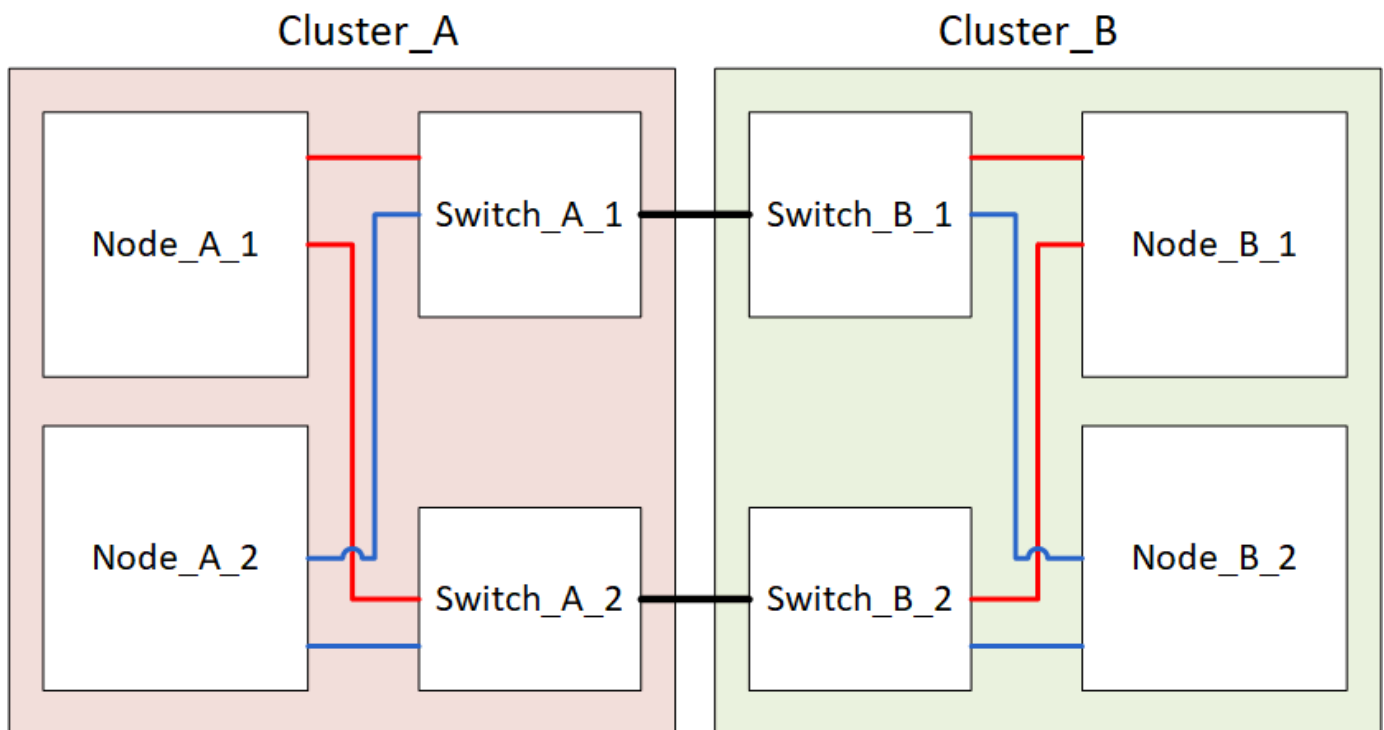 Cluster_A
Cluster_B
Node_A_1
Switch_A_1
Switch_B_1
Node_B_1
Node_A_2
Switch_A_2
Switch_B_2
Node_B_2